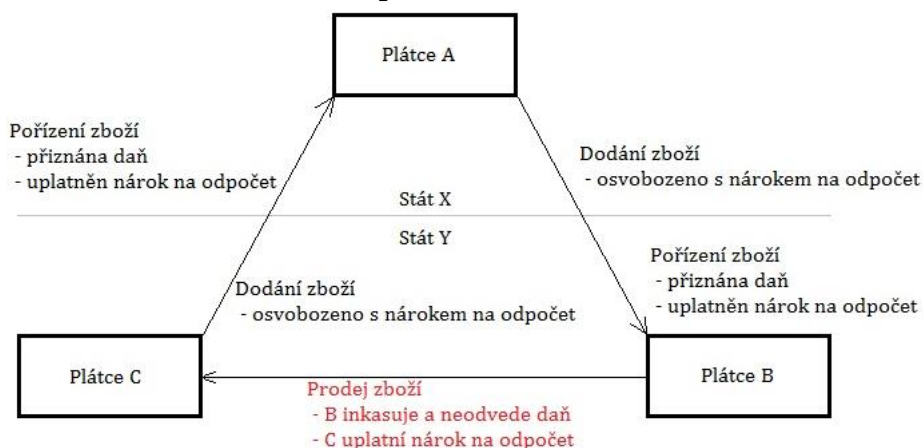 Plátce A
Pořízení zboží
- přiznána daň
- uplatněn nárok na odpočet
Dodání zboží
- osvobozeno s nárokem na odpočet
Stát X
Stát Y
Pořízení zboží
- přiznána daň
- uplatněn nárok na odpočet
Dodání zboží
- osvobozeno s nárokem na odpočet
Plátce C
Plátce B
Prodej zboží
- B inkasuje a neodvede daň
- C uplatní nárok na odpočet